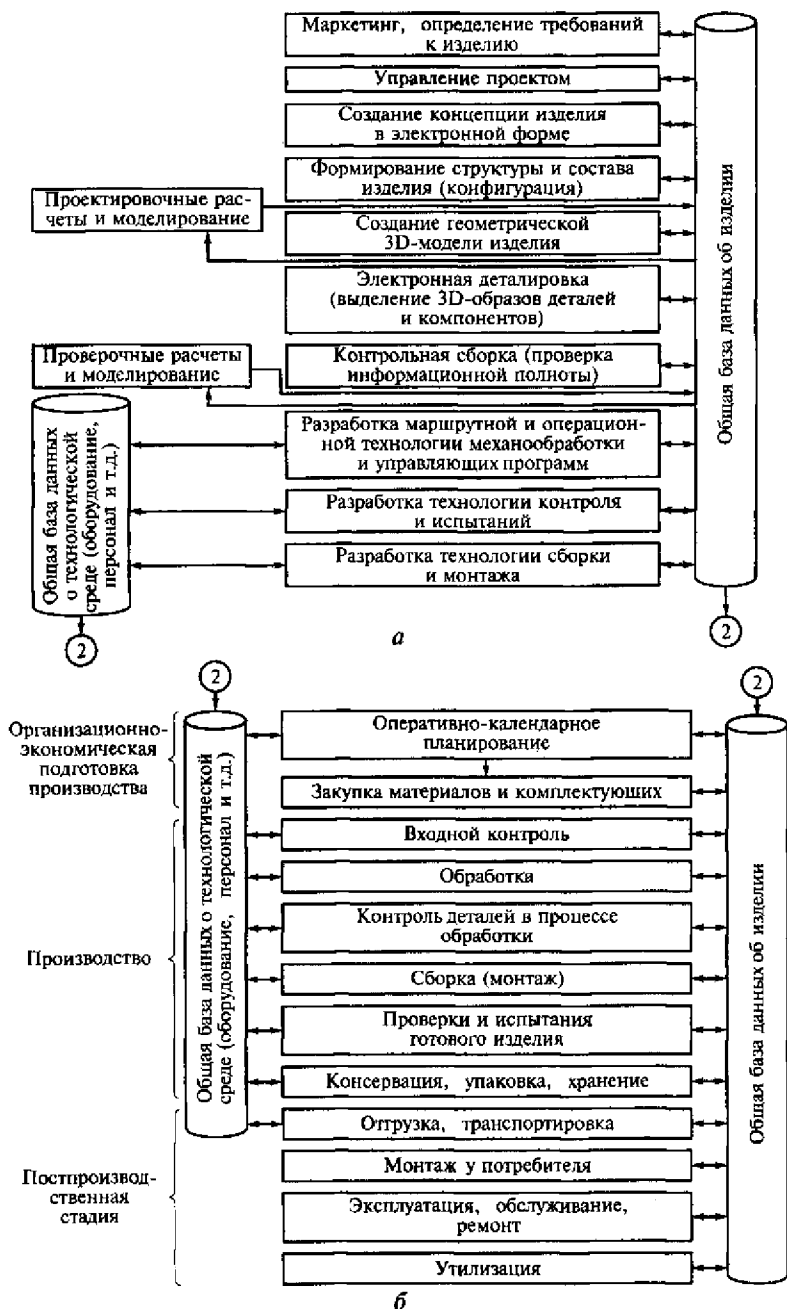 Маркетинг, определение требований
к изделию
Управление проектом
Создание концепции изделия
в электронной форме
Формирование структуры и состава
изделия (конфигурация)
Проектировочные рас-
четы и моделирование
Создание геометрической
3D-модели изделия
Электронная деталировка
(выделение 3D-образов деталей
и компонентов)
Проверочные расчеты
и моделирование
Контрольная сборка (проверка
информационной полноты)
Разработка маршрутной и операцион-
ной технологии механообработки
и управляющих программ
Разработка технологии контроля
и испытаний
Разработка технологии сборки
и монтажа
Общая база данных
о технологической
среде (оборудование,
персонал и т.д.)
Общая база данных об изделии
2
а
2
2
2
Организационно-
экономическая
подготовка
производства
Оперативно-календарное
планирование
Закупка материалов и комплектующих
Производство
Входной контроль
Обработка
Контроль деталей в процессе
обработки
Сборка (монтаж)
Проверки и испытания
готового изделия
Консервация, упаковка, хранение
Постпроизвод-
ственная
стадия
Отгрузка, транспортировка
Монтаж у потребителя
Эксплуатация, обслуживание,
ремонт
Утилизация
Общая база данных о технологической
среде (оборудование, персонал и т.д.)
Общая база данных об изделии
б